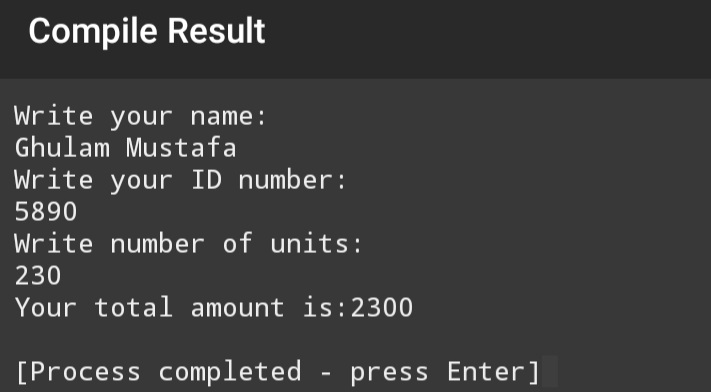 Compile Result
Write your name:
Ghulam Mustafa
Write your ID number:
5890
Write number of units:
230
Your total amount is:2300
[Process completed - press Enter]